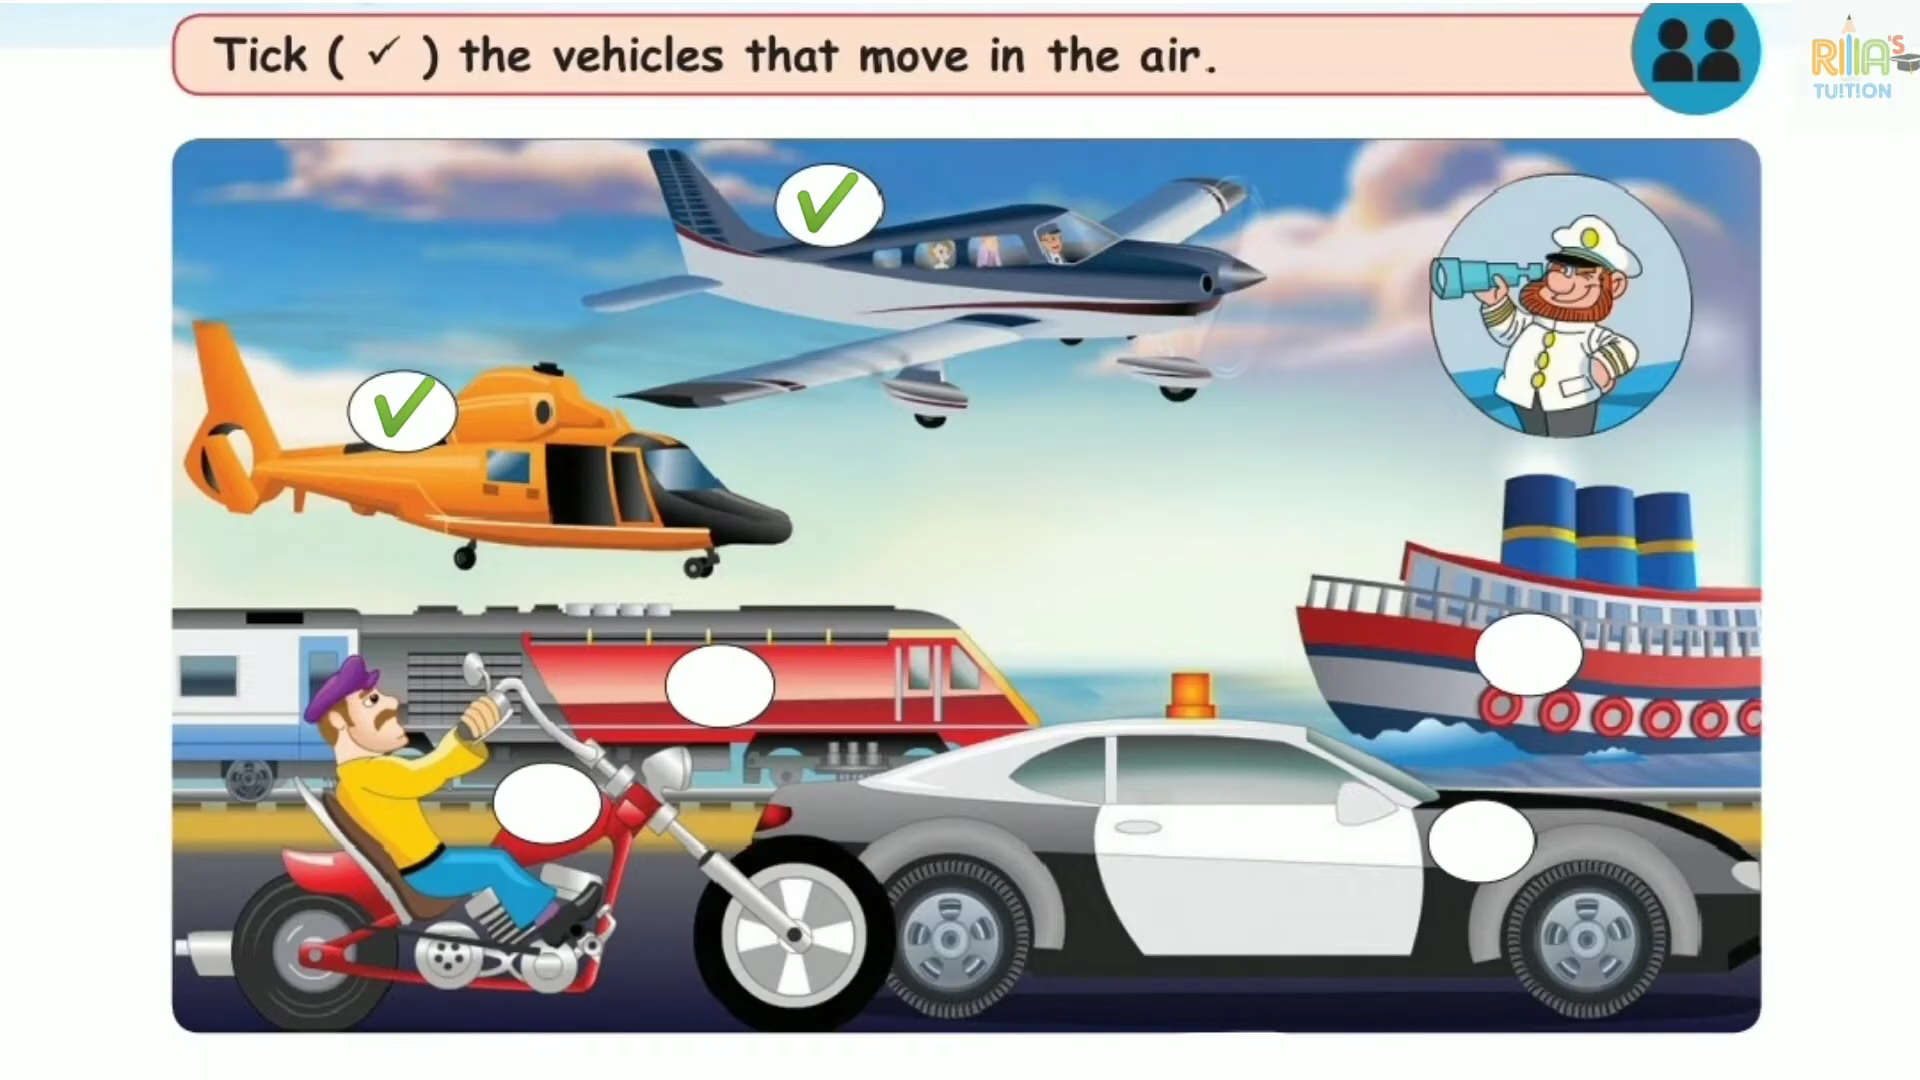 Tick ( ✓ ) the vehicles that move in the air.
RIIA'S
TUITION